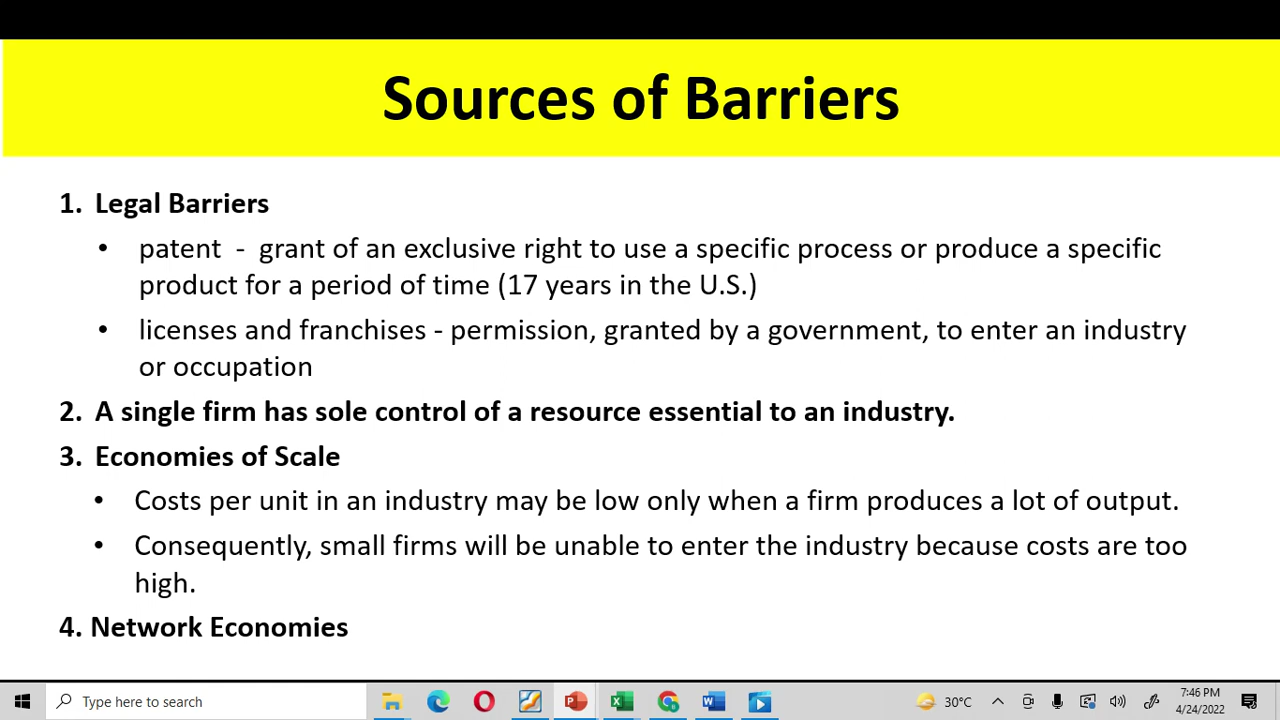 Sources of Barriers
1. Legal Barriers
• patent - grant of an exclusive right to use a specific process or produce a specific
product for a period of time (17 years in the U.S.)
• licenses and franchises - permission, granted by a government, to enter an industry
or occupation
2. A single firm has sole control of a resource essential to an industry.
3. Economies of Scale
• Costs per unit in an industry may be low only when a firm produces a lot of output.
• Consequently, small firms will be unable to enter the industry because costs are too
high.
4. Network Economies
Type here to search
30°C
7:46 PM
4/24/2022